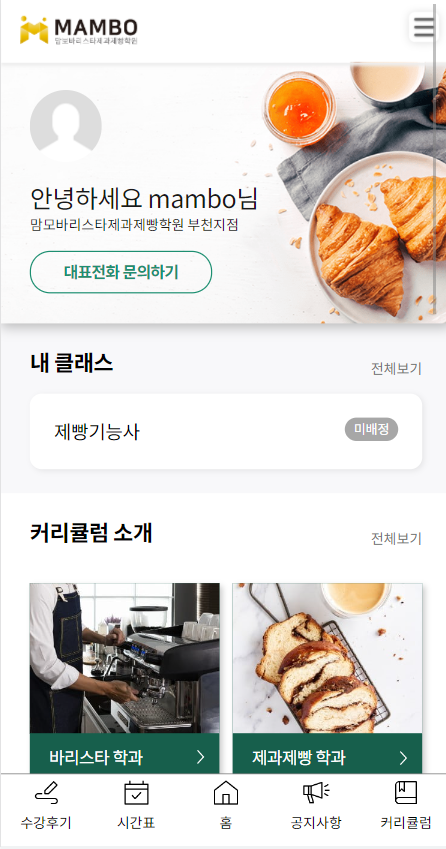 MAMBO
맘모바리스타제과제빵학원
안녕하세요 mambo님
맘모바리스타제과제빵학원 부천지점
대표전화 문의하기
내 클래스
전체보기
제빵기능사
미배정
커리큘럼 소개
전체보기
바리스타 학과
제과제빵 학과
수강후기
시간표
홈
공지사항
커리큘럼